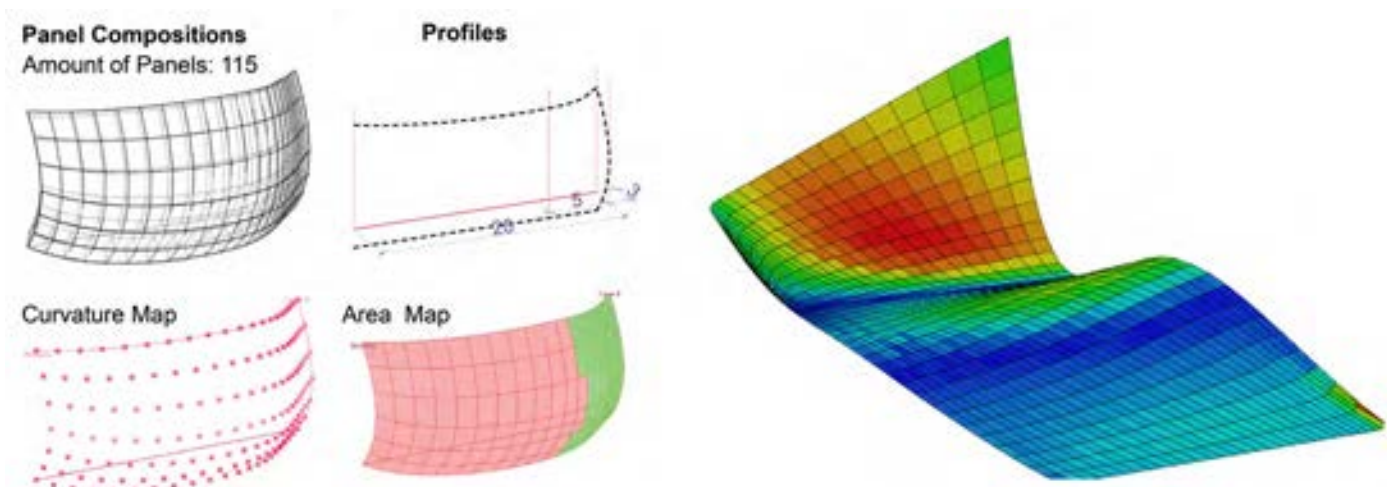 Panel Compositions
Amount of Panels: 115
Profiles
5
20
Curvature Map
Area Map